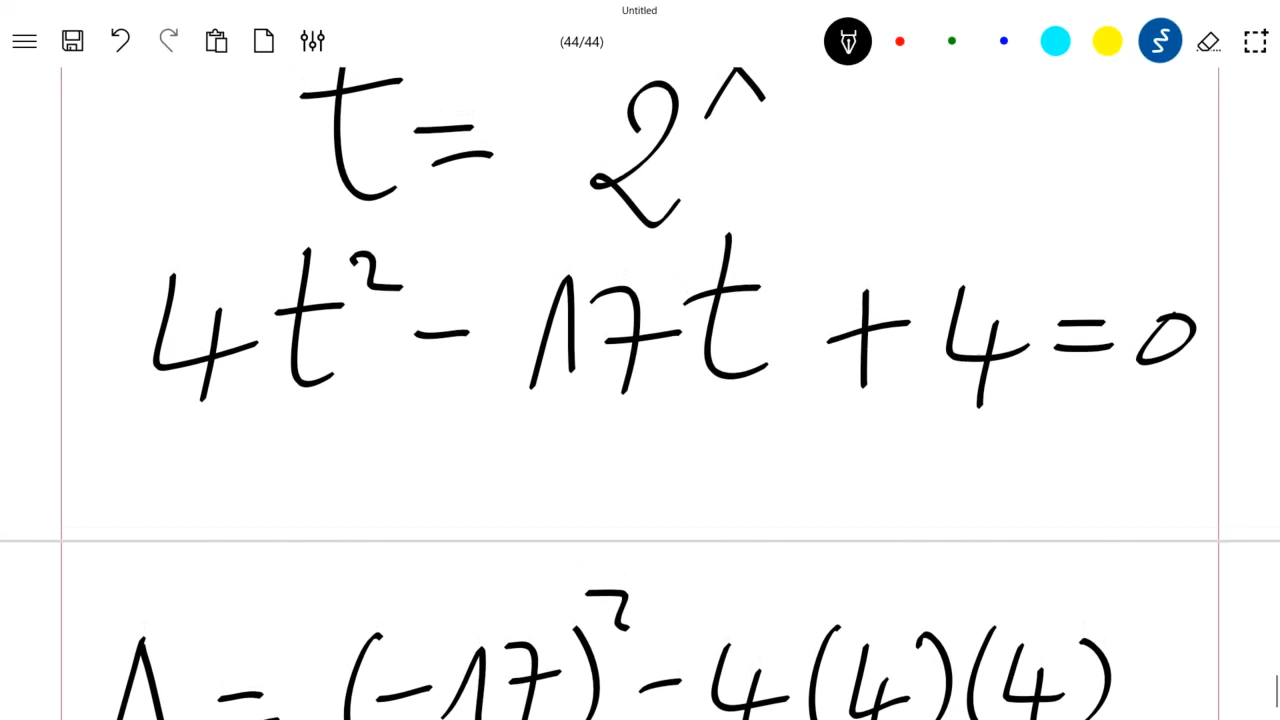 Untitled
(44/44)
t = 2^
4t² - 17t + 4 = 0
= (-17)² - 4(4)(4)